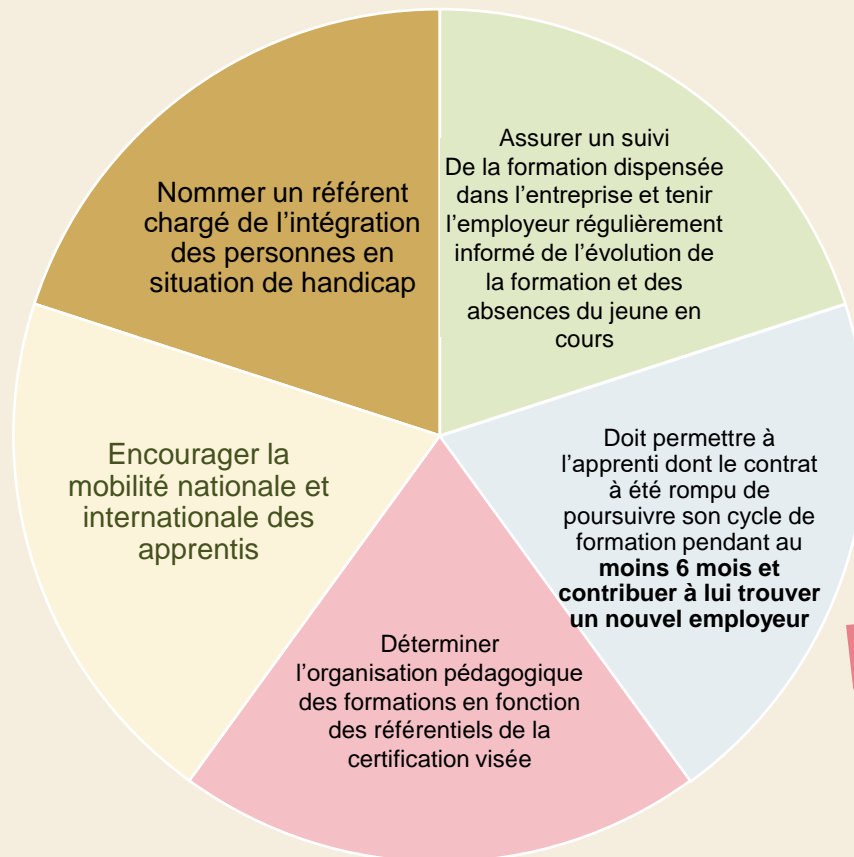 Assurer un suivi
De la formation dispensée
dans l’entreprise et tenir
l’employeur régulièrement
informé de l’évolution de
la formation et des
absences du jeune en
cours
Doit permettre à
l’apprenti dont le contrat
à été rompu de
poursuivre son cycle de
formation pendant au
moins 6 mois et
contribuer à lui trouver
un nouvel employeur
Déterminer
l’organisation pédagogique
des formations en fonction
des référentiels de la
certification visée
Encourager la
mobilité nationale et
internationale des
apprentis
Nommer un référent
chargé de l’intégration
des personnes en
situation de handicap